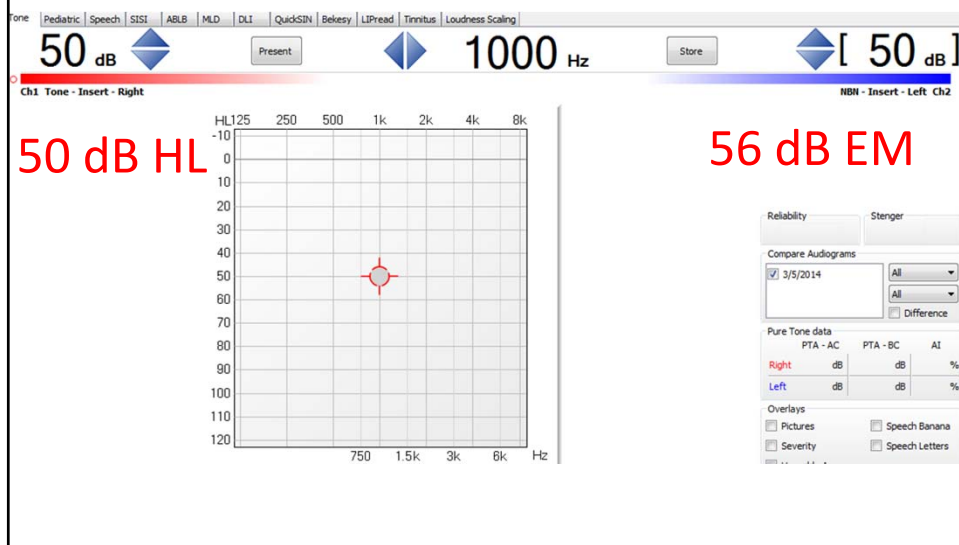 Tone Pediatric Speech SISI ABLB MLD DLI QuickSIN Bekesy LIPread Tinnitus Loudness Scaling
50 dB Present 1000 Hz Store [ 50 dB ]
Ch1 Tone - Insert - Right NBN - Insert - Left Ch2
50 dB HL
56 dB EM
HL 125 250 500 1k 2k 4k 8k
-10
0
10
20
30
40
50
60
70
80
90
100
110
120
750 1.5k 3k 6k Hz
Reliability Stenger
Compare Audiograms
3/5/2014 All
All
Difference
Pure Tone data
PTA - AC PTA - BC AI
Right dB dB %
Left dB dB %
Overlays
Pictures Speech Banana
Severity Speech Letters